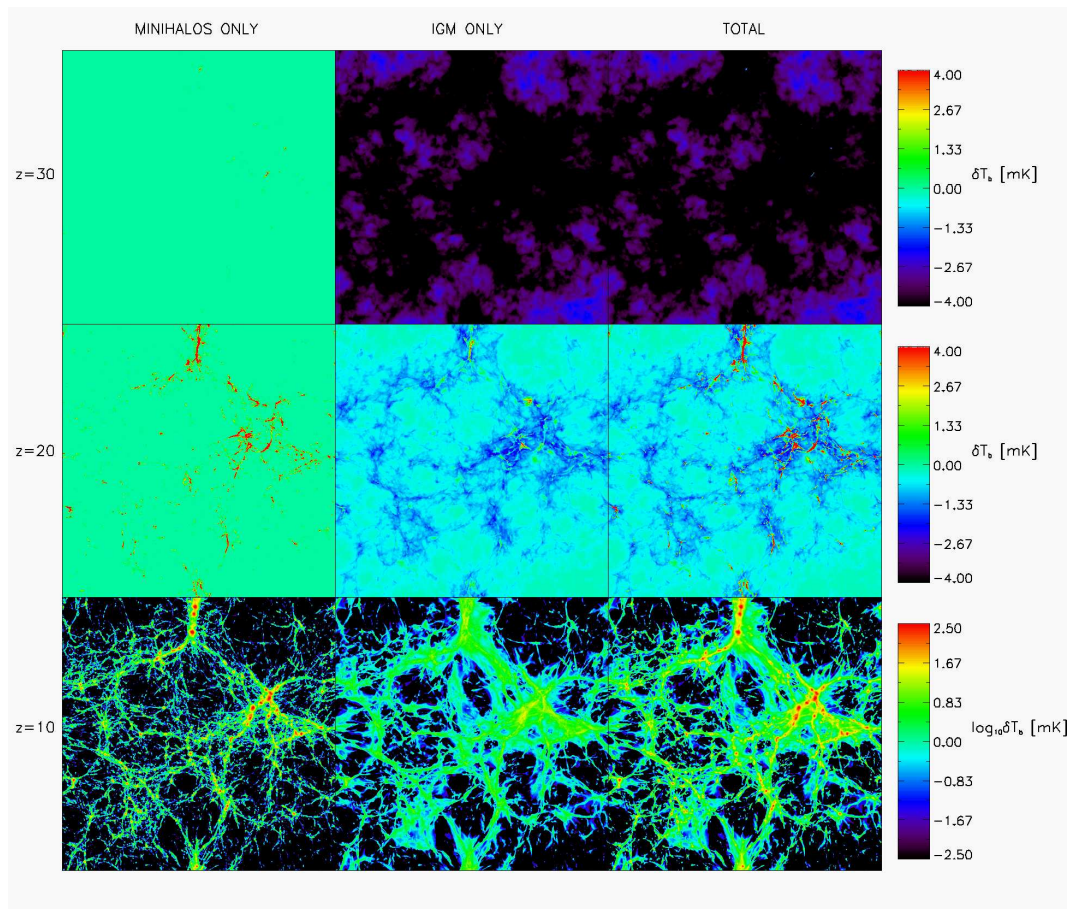 MINIHALOS ONLY
IGM ONLY
TOTAL
z=30
4.00
2.67
1.33
0.00
−1.33
−2.67
−4.00
δT_b [mK]
z=20
4.00
2.67
1.33
0.00
−1.33
−2.67
−4.00
δT_b [mK]
z=10
2.50
1.67
0.83
0.00
−0.83
−1.67
−2.50
log₁₀δT_b [mK]